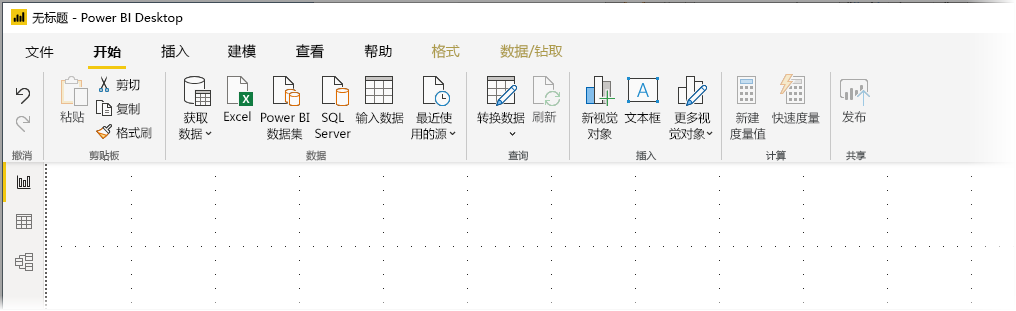 无标题 - Power BI Desktop
文件 开始 插入 建模 查看 帮助 格式 数据/钻取
剪切
复制
格式刷
粘贴
获取
数据
Excel
Power BI
数据集
SQL
Server
输入数据
最近使
用的源
转换数据
刷新
新视觉
对象
文本框
更多视
觉对象
新建
度量值
快速度量
发布
撤消 剪贴板 数据 查询 插入 计算 共享